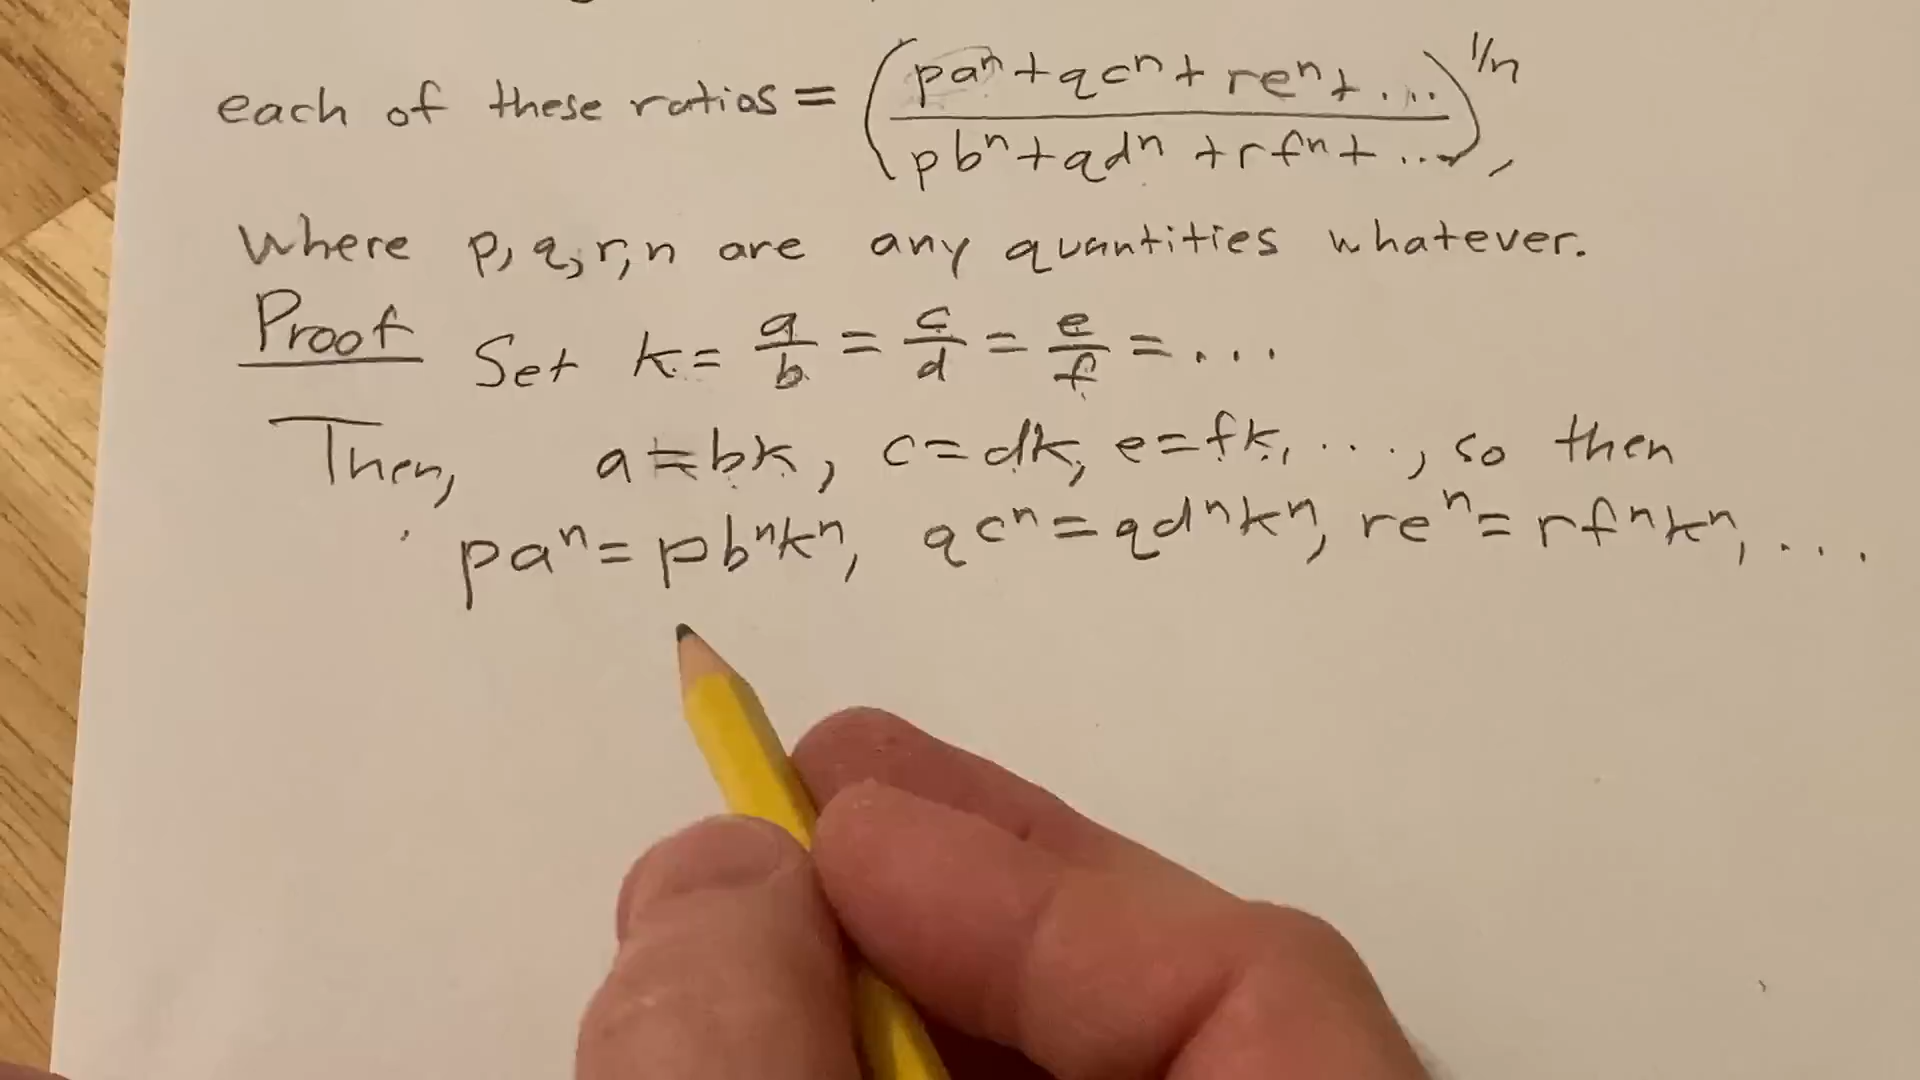 each of these ratios = ((pa^n + qc^n + re^n + ...)/(pb^n + qd^n + rf^n + ...))^(1/n),
where p, q, r, n are any quantities whatever.
Proof Set k = a/b = c/d = e/f = ...
Then, a = bk, c = dk, e = fk, ..., so then
pa^n = pb^n k^n, qc^n = qd^n k^n, re^n = rf^n k^n, ...